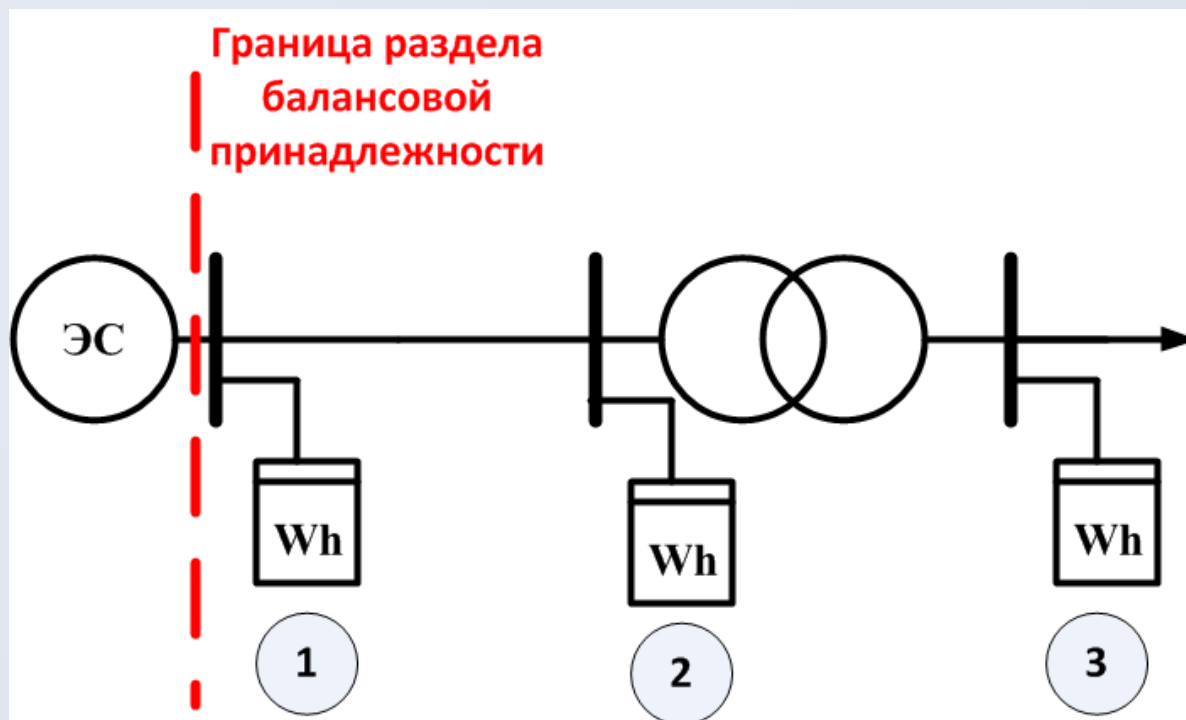 Граница раздела
балансовой
принадлежности
ЭС
Wh
Wh
Wh
1
2
3